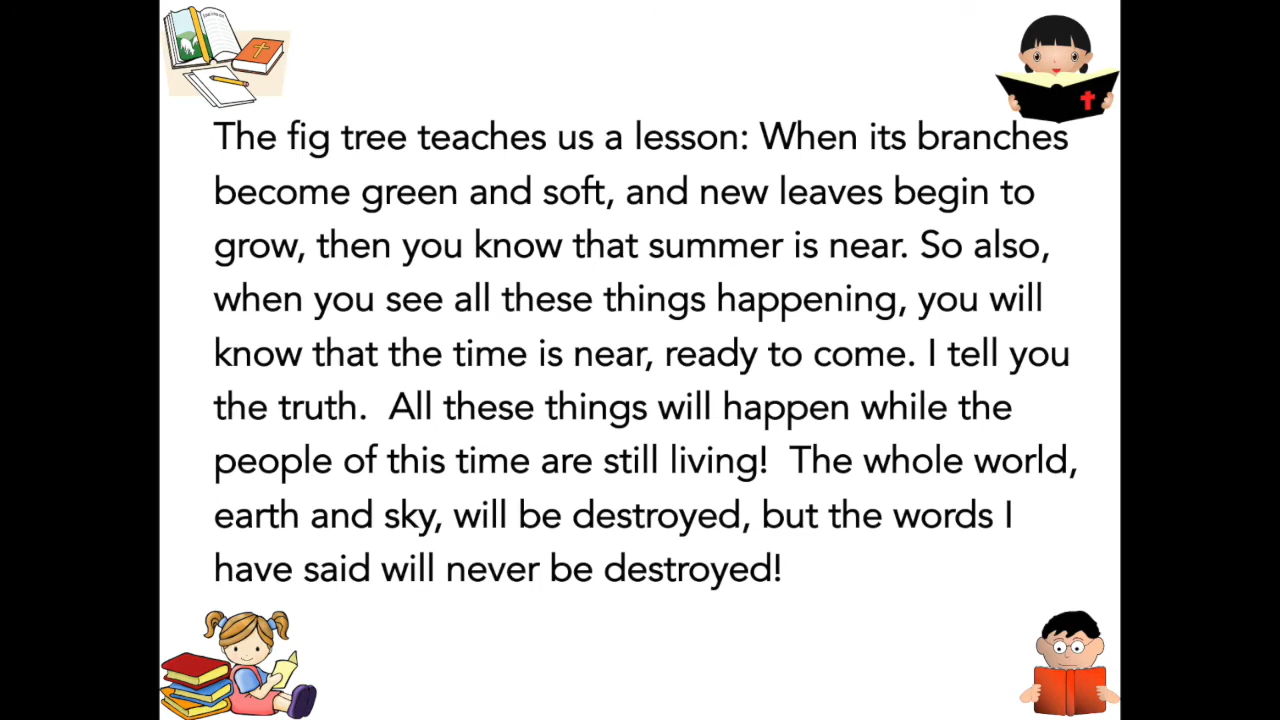 The fig tree teaches us a lesson: When its branches
become green and soft, and new leaves begin to
grow, then you know that summer is near. So also,
when you see all these things happening, you will
know that the time is near, ready to come. I tell you
the truth.  All these things will happen while the
people of this time are still living!  The whole world,
earth and sky, will be destroyed, but the words I
have said will never be destroyed!